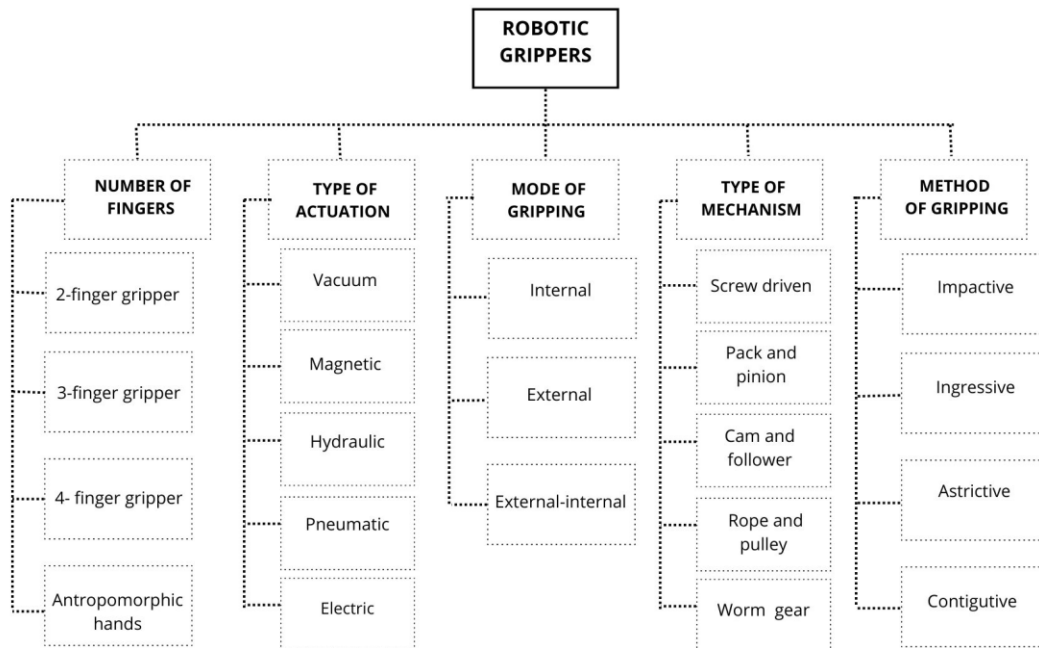 ROBOTIC
GRIPPERS
NUMBER OF
FINGERS
2-finger gripper
3-finger gripper
4- finger gripper
Antropomorphic
hands
TYPE OF
ACTUATION
Vacuum
Magnetic
Hydraulic
Pneumatic
Electric
MODE OF
GRIPPING
Internal
External
External-internal
TYPE OF
MECHANISM
Screw driven
Pack and
pinion
Cam and
follower
Rope and
pulley
Worm gear
METHOD
OF GRIPPING
Impactive
Ingressive
Astrictive
Contigutive